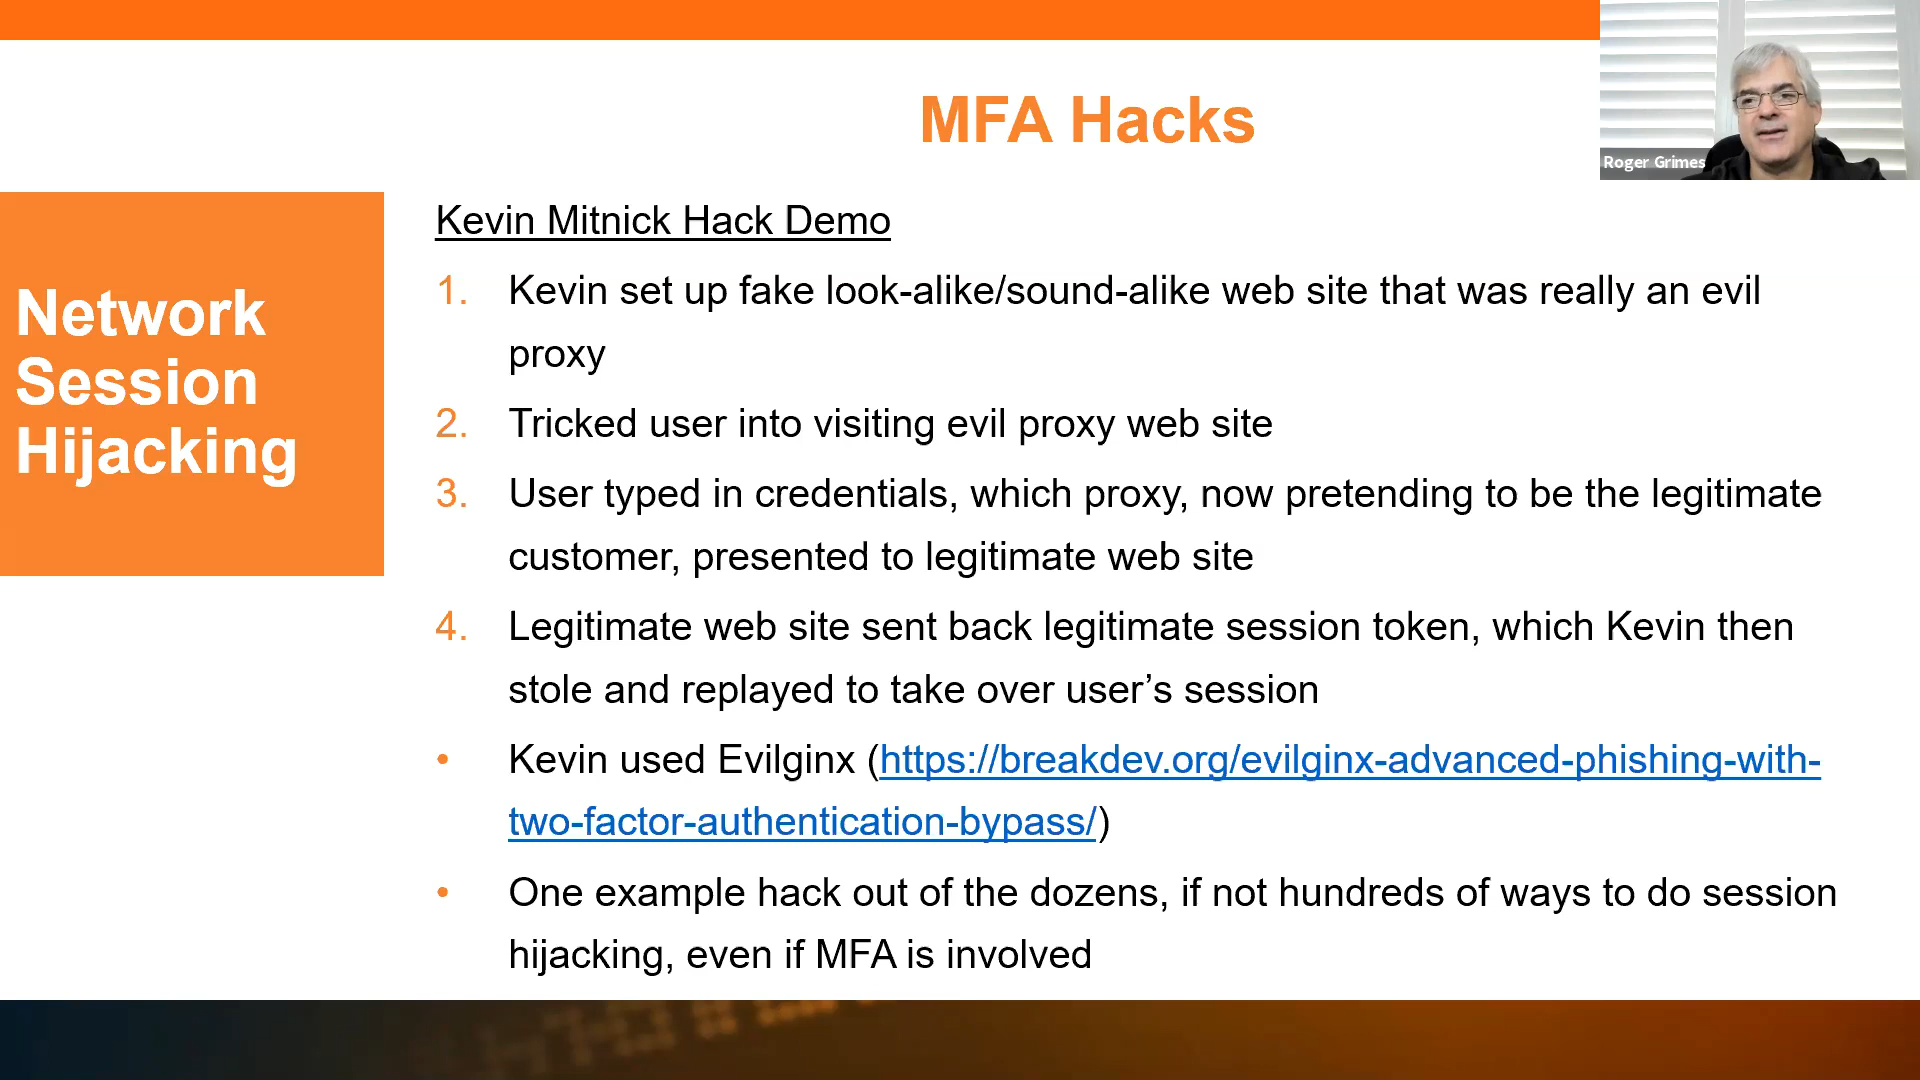 MFA Hacks
Roger Grimes
Network
Session
Hijacking
Kevin Mitnick Hack Demo
1. Kevin set up fake look-alike/sound-alike web site that was really an evil
proxy
2. Tricked user into visiting evil proxy web site
3. User typed in credentials, which proxy, now pretending to be the legitimate
customer, presented to legitimate web site
4. Legitimate web site sent back legitimate session token, which Kevin then
stole and replayed to take over user’s session
• Kevin used Evilginx (https://breakdev.org/evilginx-advanced-phishing-with-
two-factor-authentication-bypass/)
• One example hack out of the dozens, if not hundreds of ways to do session
hijacking, even if MFA is involved